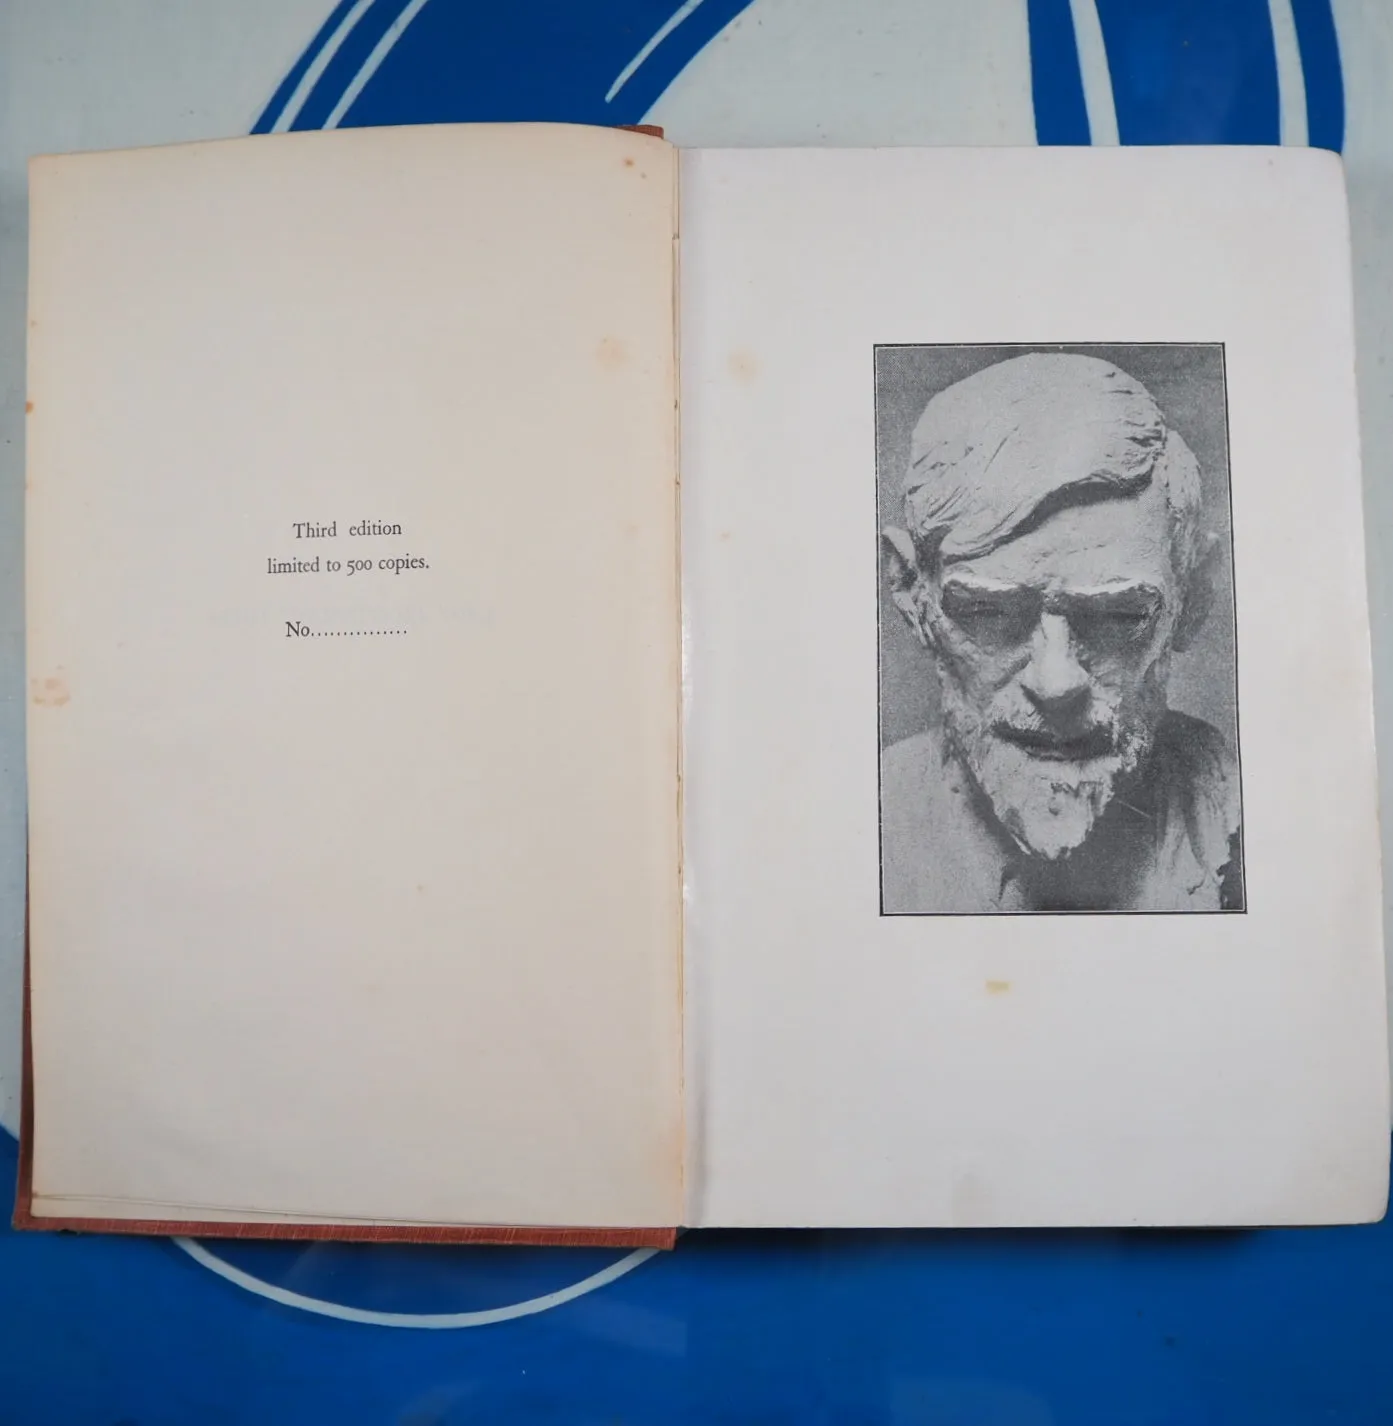 Third edition
limited to 500 copies.
No...............